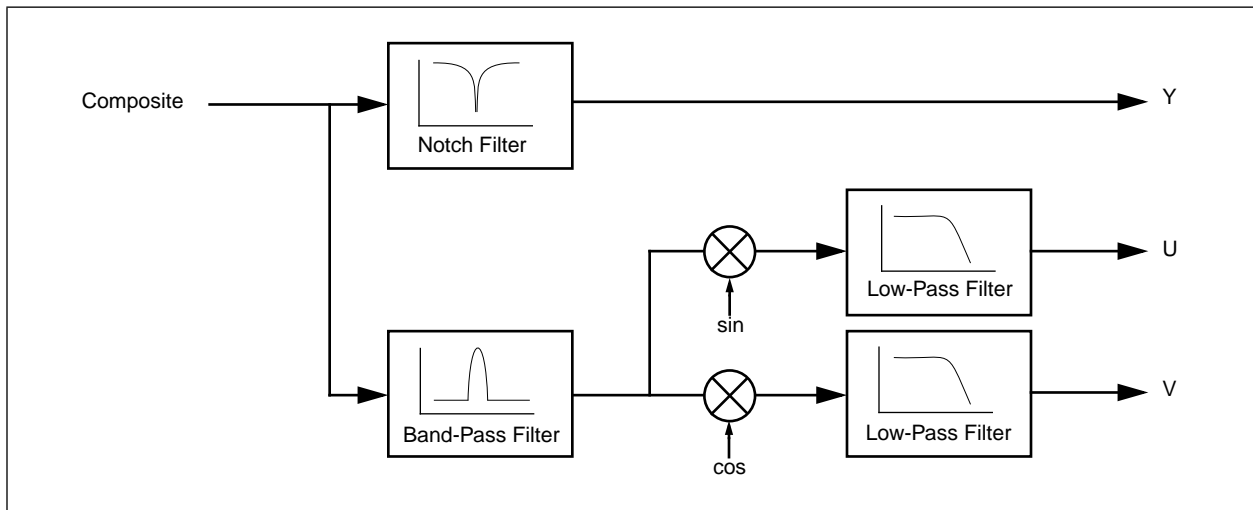 Composite
Notch Filter
Y
sin
Low-Pass Filter
U
Band-Pass Filter
cos
Low-Pass Filter
V